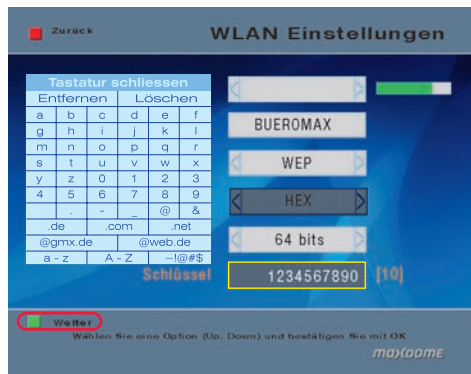 Zurück
WLAN Einstellungen
Tastatur schliessen
Entfernen Löschen
a b c d e f
g h i j k l
m n o p q r
s t u v w x
y z 0 1 2 3
4 5 6 7 8 9
. - _ @ &
.de .com .net
@gmx.de @web.de
a - z A - Z ~!@#$
BUEROMAX
WEP
HEX
64 bits
Schlüssel 1234567890 [10]
Weiter
Wählen Sie eine Option (Up, Down) und bestätigen Sie mit OK
maxdome